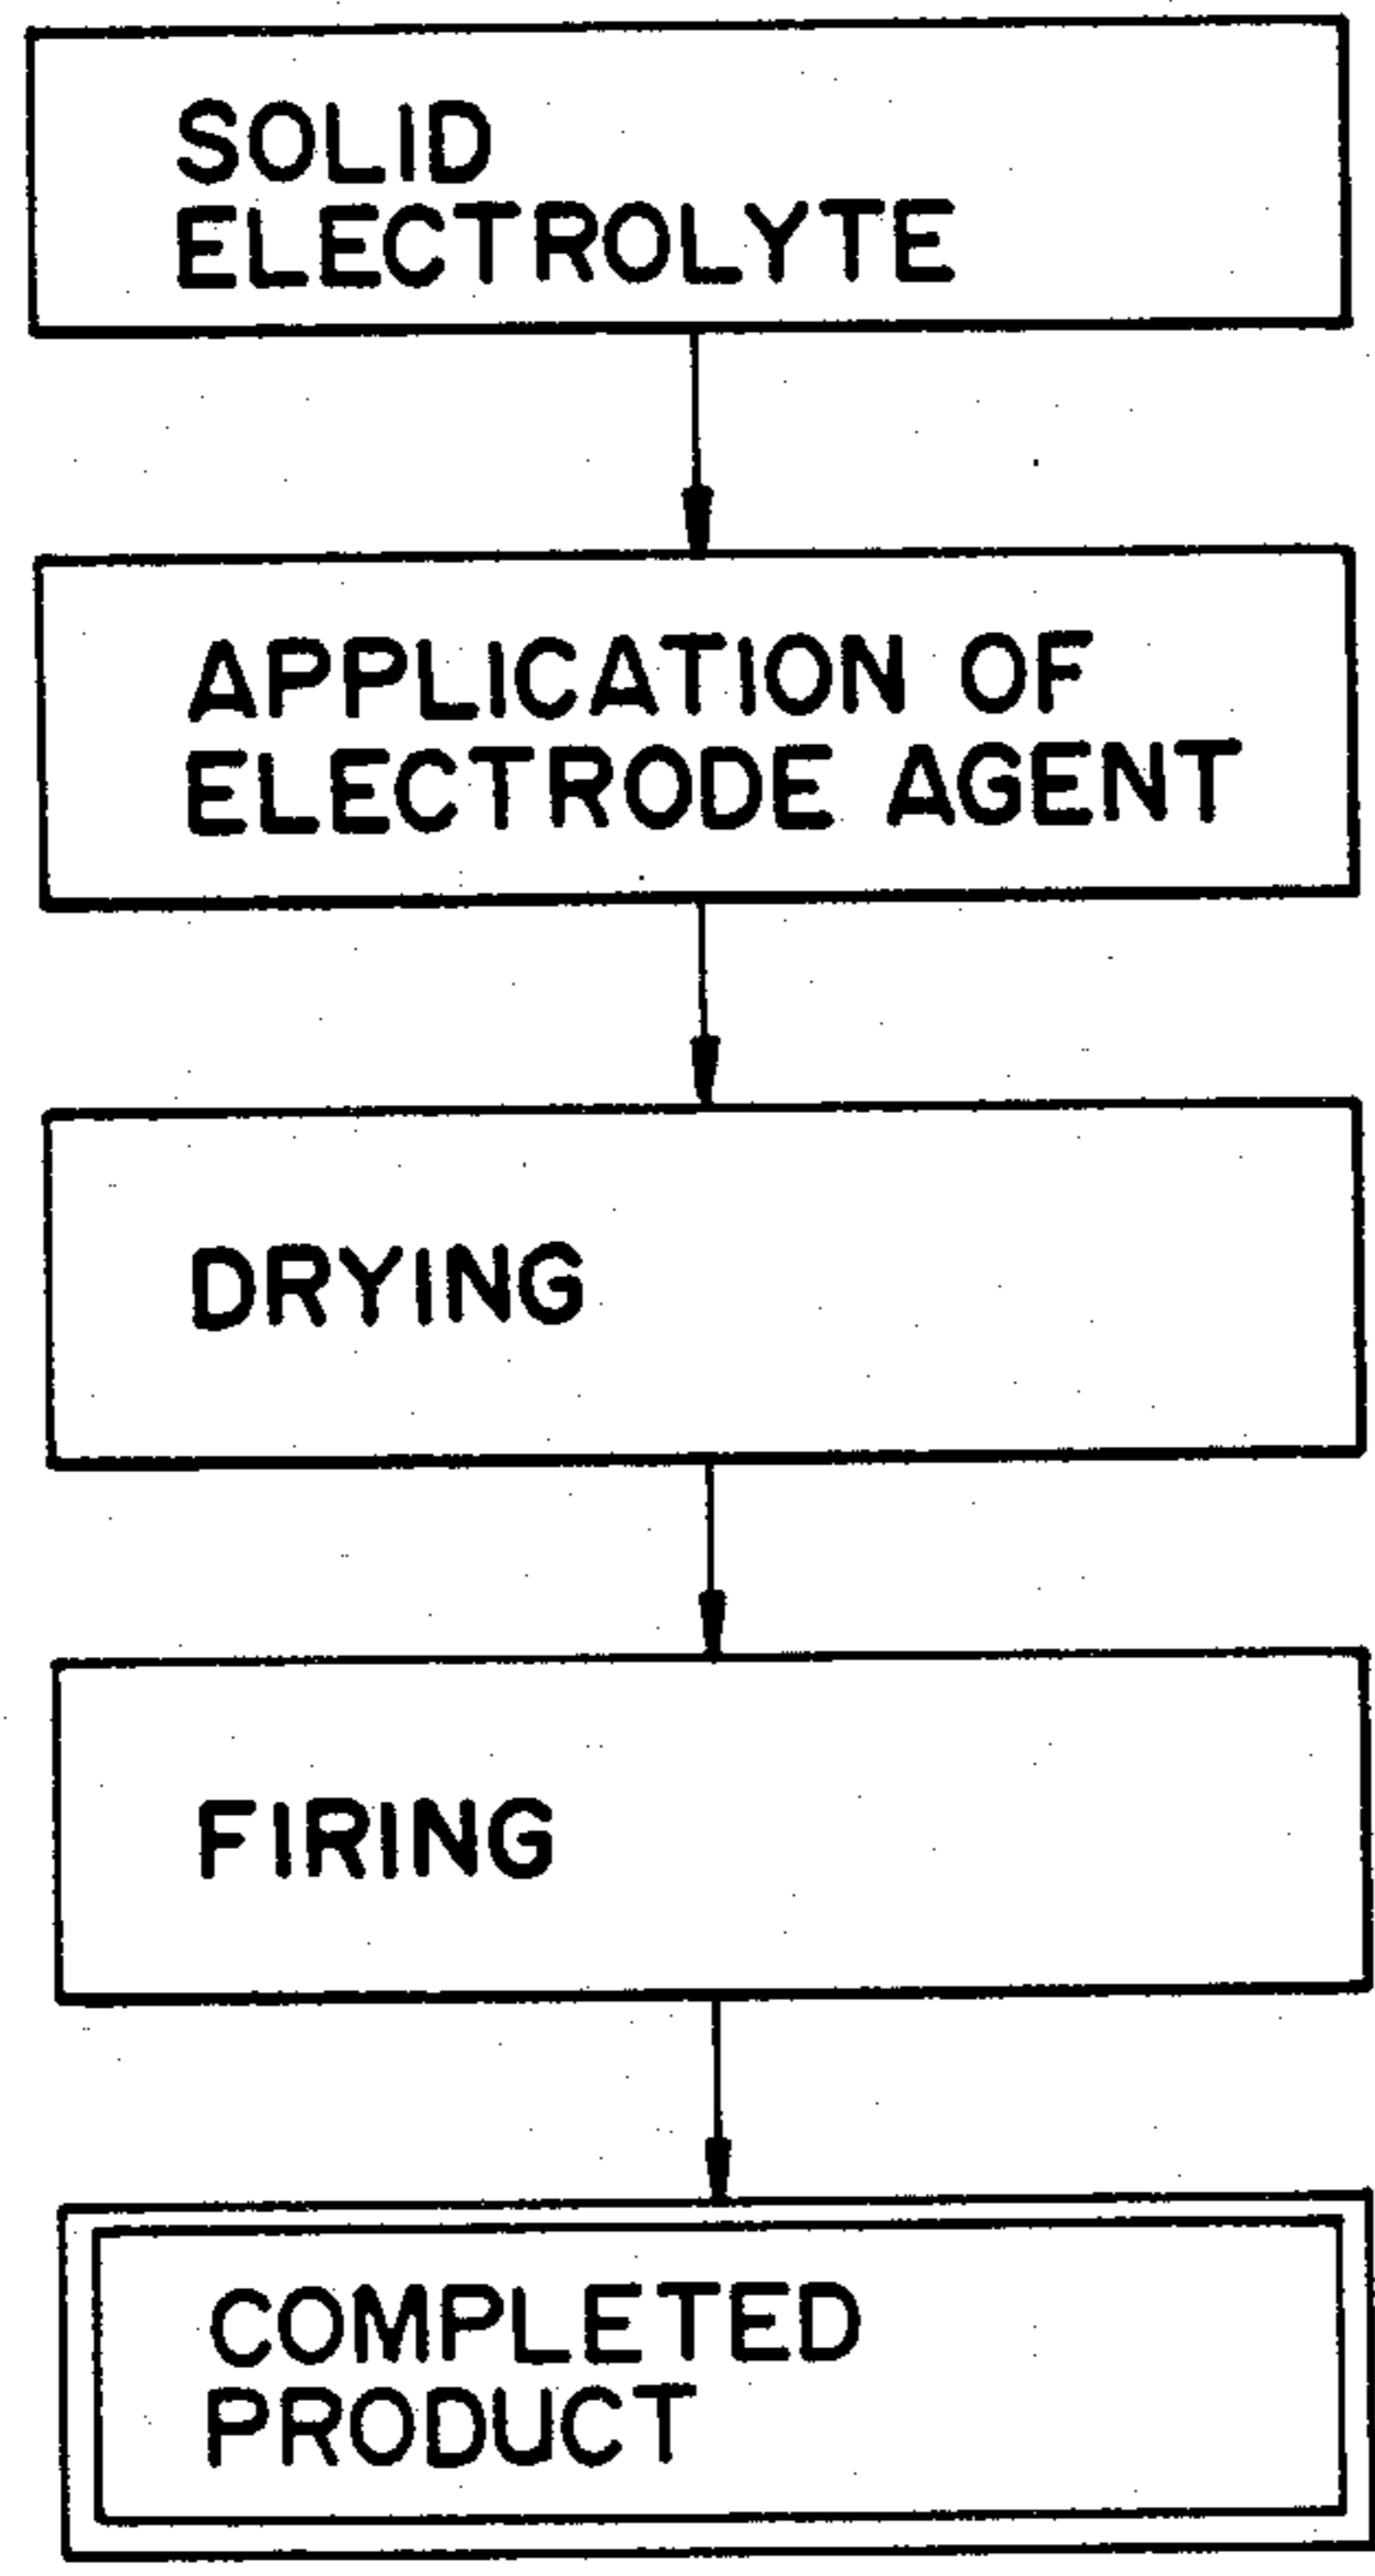 SOLID
ELECTROLYTE
APPLICATION OF
ELECTRODE AGENT
DRYING
FIRING
COMPLETED
PRODUCT